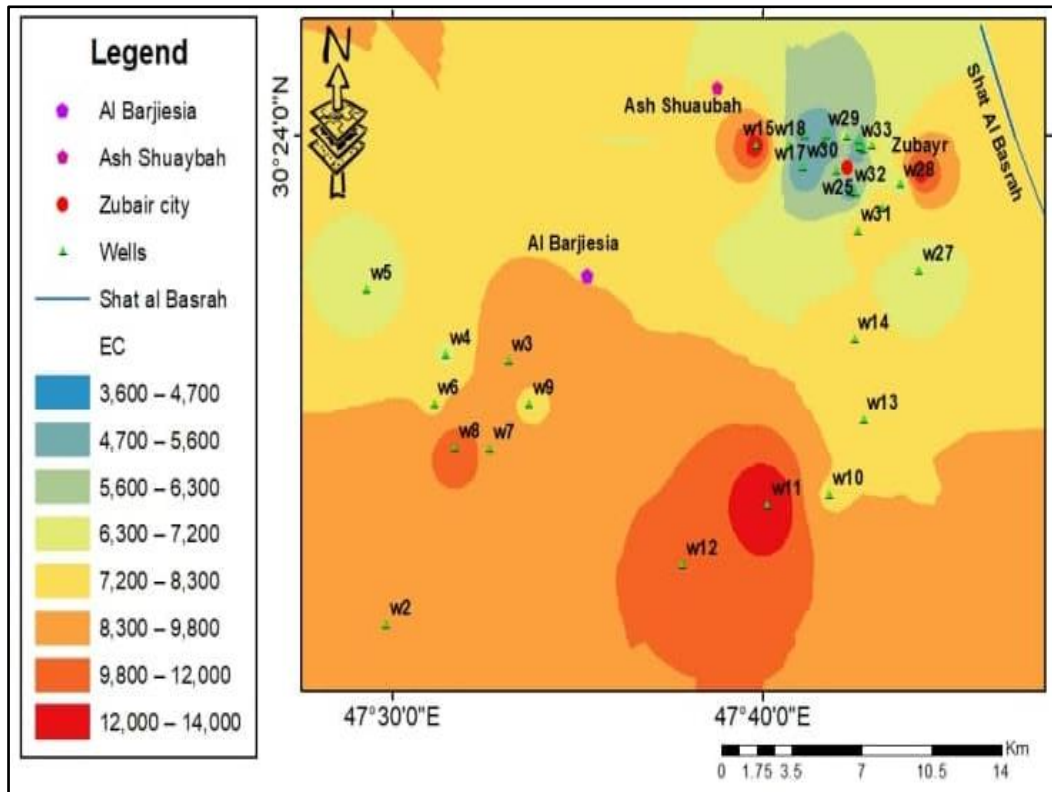 Legend
Al Barjiesia
Ash Shuaybah
Zubair city
Wells
Shat al Basrah
EC
3,600 – 4,700
4,700 – 5,600
5,600 – 6,300
6,300 – 7,200
7,200 – 8,300
8,300 – 9,800
9,800 – 12,000
12,000 – 14,000
N
30°24'0"N
Shat Al Basrah
Ash Shuaubah
w15 w18 w29 w33
w17 w30 Zubayr
w25 w32 w28
w31
Al Barjiesia
w5
w27
w14
w4 w3
w6 w9
w13
w8 w7
w10
w11
w12
w2
47°30'0"E 47°40'0"E
Km
0 1.75 3.5 7 10.5 14